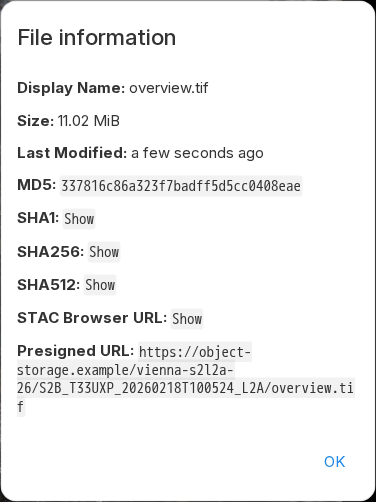 File information
Display Name: overview.tif
Size: 11.02 MiB
Last Modified: a few seconds ago
MD5: 337816c86a323f7badff5d5cc0408eae
SHA1: Show
SHA256: Show
SHA512: Show
STAC Browser URL: Show
Presigned URL: https://object-
storage.example/vienna-s2l2a-
26/S2B_T33UXP_20260218T100524_L2A/overview.ti
f
OK